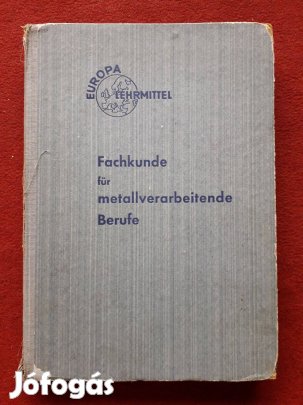 EUROPA
LEHRMITTEL
Fachkunde
für
metallverarbeitende
Berufe
Jófogás